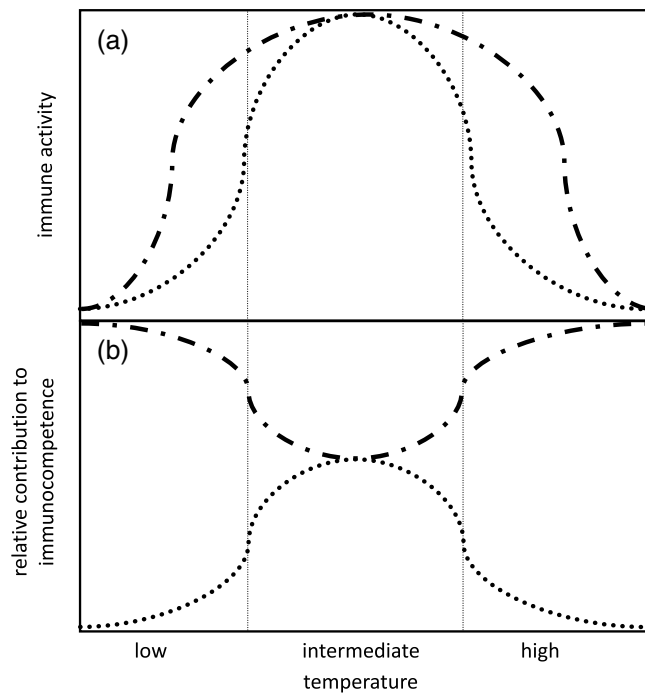 (a)
immune activity
(b)
relative contribution to
immunocompetence
low
intermediate
high
temperature